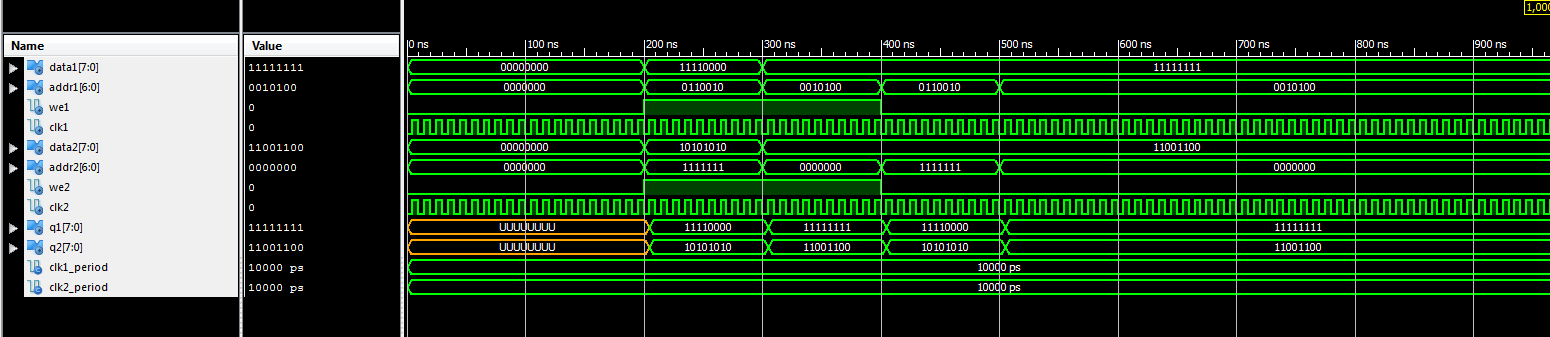 1,000
Name Value 0 ns 100 ns 200 ns 300 ns 400 ns 500 ns 600 ns 700 ns 800 ns 900 ns
data1[7:0] 11111111 00000000 11110000 11111111
addr1[6:0] 0010100 0000000 0110010 0010100 0110010 0010100
we1 0
clk1 0
data2[7:0] 11001100 00000000 10101010 11001100
addr2[6:0] 0000000 0000000 1111111 0000000 1111111 0000000
we2 0
clk2 0
q1[7:0] 11111111 UUUUUUUU 11110000 11111111 11110000 11111111
q2[7:0] 11001100 UUUUUUUU 10101010 11001100 10101010 11001100
clk1_period 10000 ps 10000 ps
clk2_period 10000 ps 10000 ps